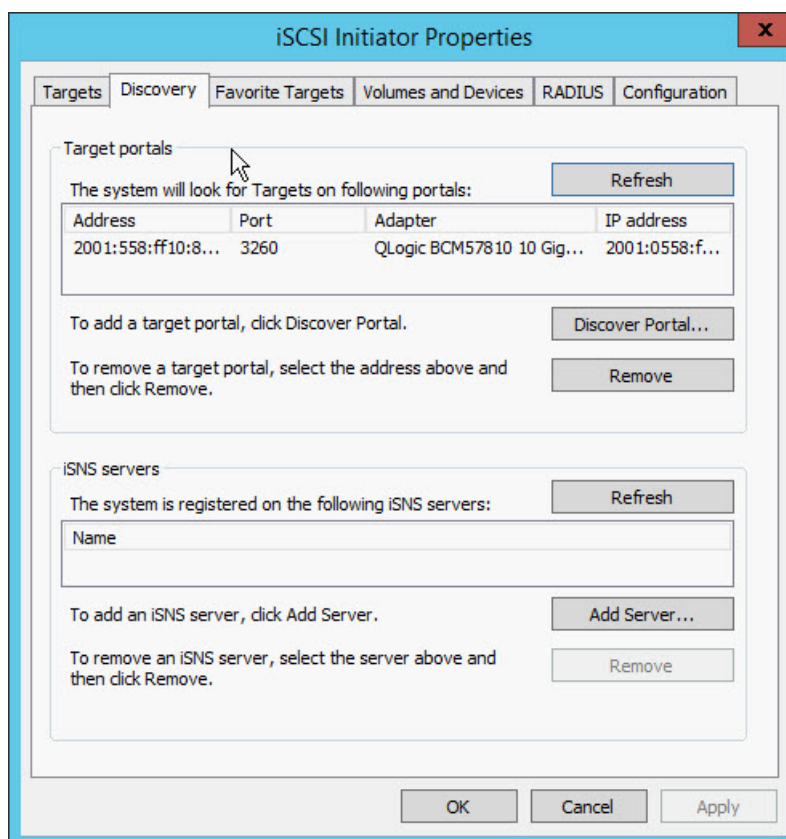 iSCSI Initiator Properties
x
Targets Discovery Favorite Targets Volumes and Devices RADIUS Configuration
Target portals
The system will look for Targets on following portals:
Refresh
Address Port Adapter IP address
2001:558:ff10:8... 3260 QLogic BCM57810 10 Gig... 2001:0558:f...
To add a target portal, click Discover Portal.
Discover Portal...
To remove a target portal, select the address above and
then click Remove.
Remove
iSNS servers
The system is registered on the following iSNS servers:
Refresh
Name
To add an iSNS server, click Add Server.
Add Server...
To remove an iSNS server, select the server above and
then click Remove.
Remove
OK Cancel Apply